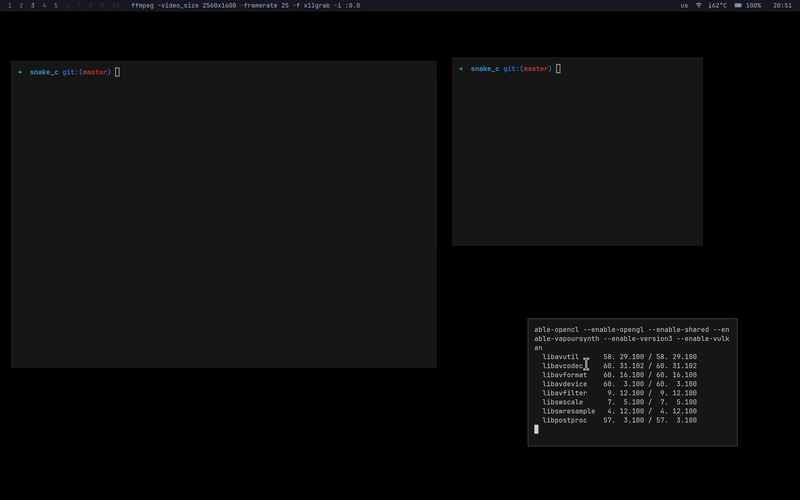 1 2 3 4 5 6 7 8 9 10 ffmpeg -video_size 2560x1600 -framerate 25 -f x11grab -i :0.0 us 62°C 100% 20:51
→ snake_c git:(master)
→ snake_c git:(master)
able-opencl --enable-opengl --enable-shared --en
able-vapoursynth --enable-version3 --enable-vulk
an
libavutil 58. 29.100 / 58. 29.100
libavcodec 60. 31.102 / 60. 31.102
libavformat 60. 16.100 / 60. 16.100
libavdevice 60. 3.100 / 60. 3.100
libavfilter 9. 12.100 / 9. 12.100
libswscale 7. 5.100 / 7. 5.100
libswresample 4. 12.100 / 4. 12.100
libpostproc 57. 3.100 / 57. 3.100